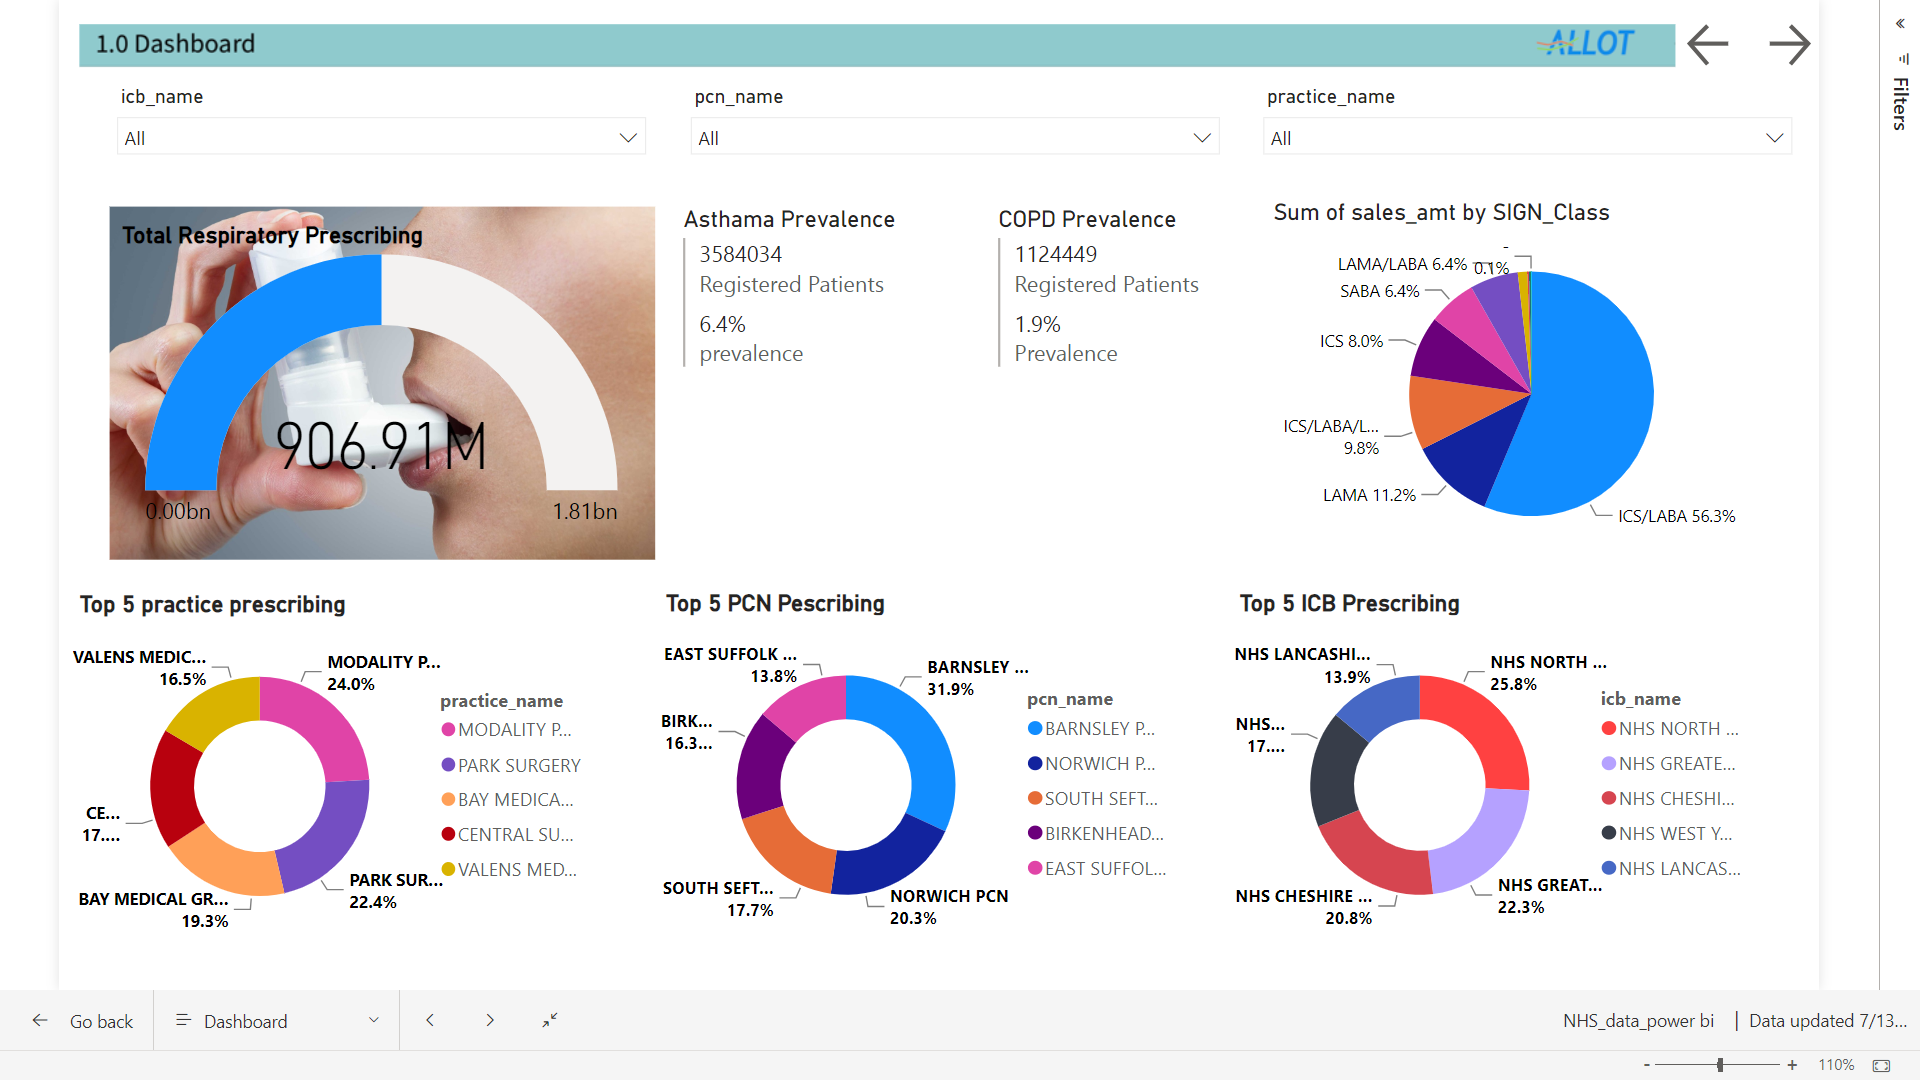 1.0 Dashboard
ALLOT
Filters
icb_name
All
pcn_name
All
practice_name
All
Total Respiratory Prescribing
906.91M
0.00bn
1.81bn
Asthama Prevalence
3584034
Registered Patients
6.4%
prevalence
COPD Prevalence
1124449
Registered Patients
1.9%
Prevalence
Sum of sales_amt by SIGN_Class
-
0.1%
LAMA/LABA 6.4%
SABA 6.4%
ICS 8.0%
ICS/LABA/L...
9.8%
LAMA 11.2%
ICS/LABA 56.3%
Top 5 practice prescribing
VALENS MEDIC...
16.5%
MODALITY P...
24.0%
CE...
17....
BAY MEDICAL GR...
19.3%
PARK SUR...
22.4%
practice_name
MODALITY P...
PARK SURGERY
BAY MEDICA...
CENTRAL SU...
VALENS MED...
Top 5 PCN Pescribing
EAST SUFFOLK ...
13.8%
BARNSLEY ...
31.9%
BIRK...
16.3...
SOUTH SEFT...
17.7%
NORWICH PCN
20.3%
pcn_name
BARNSLEY P...
NORWICH P...
SOUTH SEFT...
BIRKENHEAD...
EAST SUFFOL...
Top 5 ICB Prescribing
NHS LANCASHI...
13.9%
NHS NORTH ...
25.8%
NHS...
17....
NHS CHESHIRE ...
20.8%
NHS GREAT...
22.3%
icb_name
NHS NORTH ...
NHS GREATE...
NHS CHESHI...
NHS WEST Y...
NHS LANCAS...
Go back
Dashboard
NHS_data_power bi | Data updated 7/13...
- + 110%